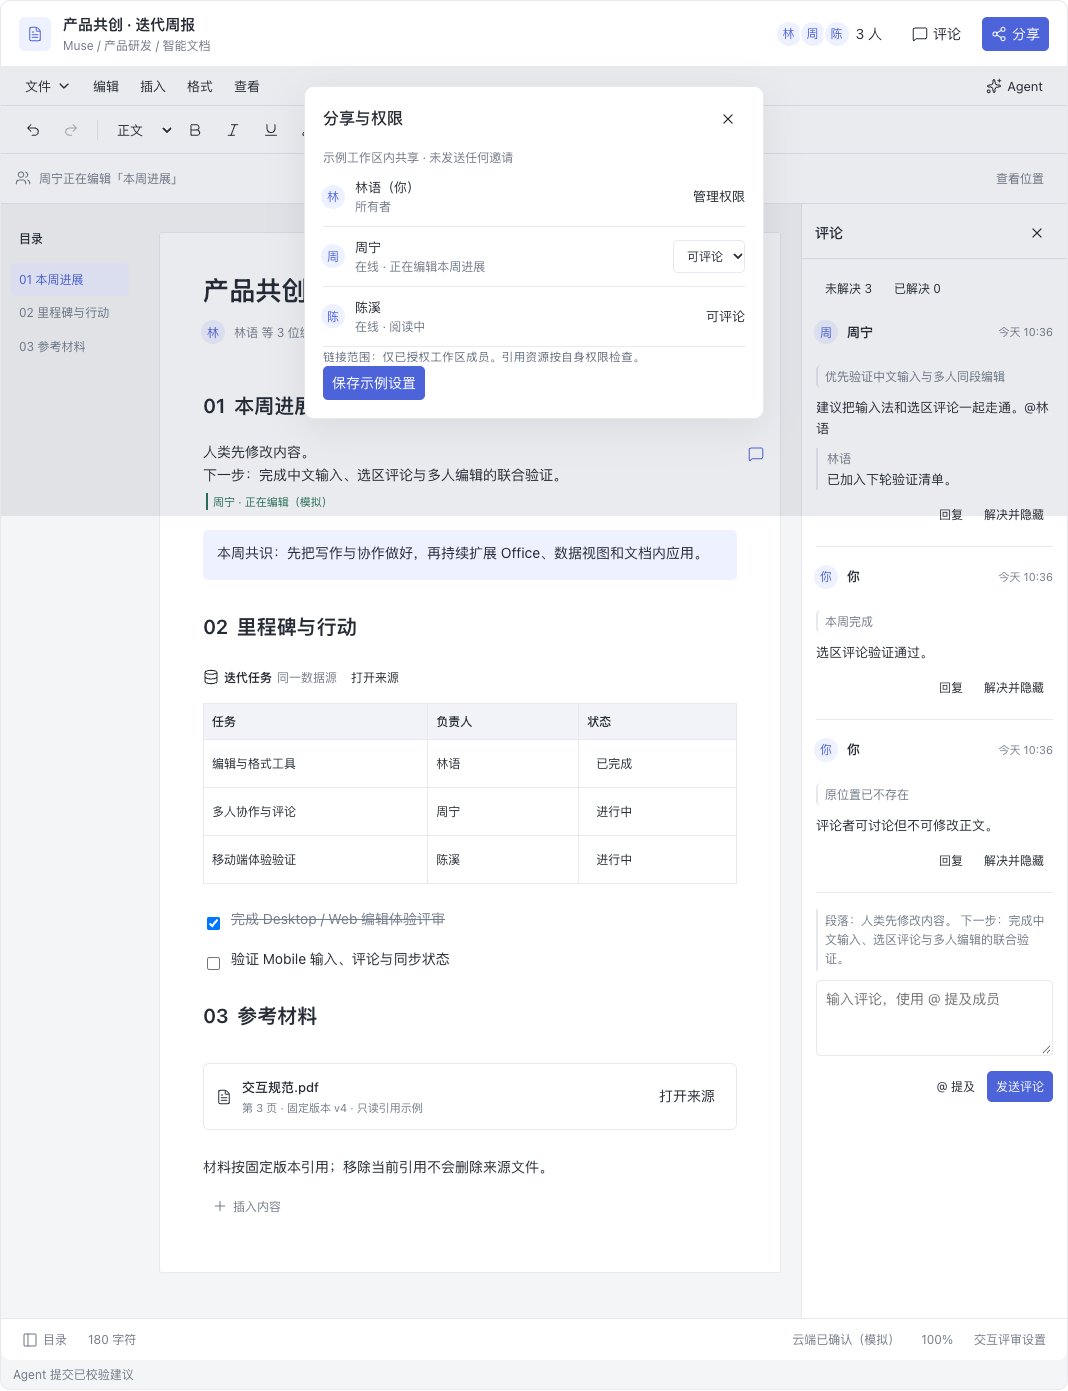 产品共创 · 迭代周报
Muse / 产品研发 / 智能文档
林 周 陈 3 人
评论
分享
文件 编辑 插入 格式 查看
Agent
正文 B I U
周宁正在编辑「本周进展」
查看位置
目录
01 本周进展
02 里程碑与行动
03 参考材料
产品共创
林 林语 等 3 位
01 本周进展
人类先修改内容。
下一步：完成中文输入、选区评论与多人编辑的联合验证。
周宁 · 正在编辑（模拟）
本周共识：先把写作与协作做好，再持续扩展 Office、数据视图和文档内应用。
02 里程碑与行动
迭代任务 同一数据源 打开来源
任务 负责人 状态
编辑与格式工具 林语 已完成
多人协作与评论 周宁 进行中
移动端体验验证 陈溪 进行中
完成 Desktop / Web 编辑体验评审
验证 Mobile 输入、评论与同步状态
03 参考材料
交互规范.pdf
第 3 页 · 固定版本 v4 · 只读引用示例
打开来源
材料按固定版本引用；移除当前引用不会删除来源文件。
插入内容
分享与权限
示例工作区内共享 · 未发送任何邀请
林 林语（你）
所有者
管理权限
周 周宁
在线 · 正在编辑本周进展
可评论
陈 陈溪
在线 · 阅读中
可评论
链接范围：仅已授权工作区成员。引用资源按自身权限检查。
保存示例设置
评论
未解决 3 已解决 0
周 周宁 今天 10:36
优先验证中文输入与多人同段编辑
建议把输入法和选区评论一起走通。@林
语
林语
已加入下轮验证清单。
回复 解决并隐藏
你 你 今天 10:36
本周完成
选区评论验证通过。
回复 解决并隐藏
你 你 今天 10:36
原位置已不存在
评论者可讨论但不可修改正文。
回复 解决并隐藏
段落：人类先修改内容。 下一步：完成中
文输入、选区评论与多人编辑的联合验
证。
输入评论，使用 @ 提及成员
@ 提及 发送评论
目录 180 字符
云端已确认（模拟） 100% 交互评审设置
Agent 提交已校验建议